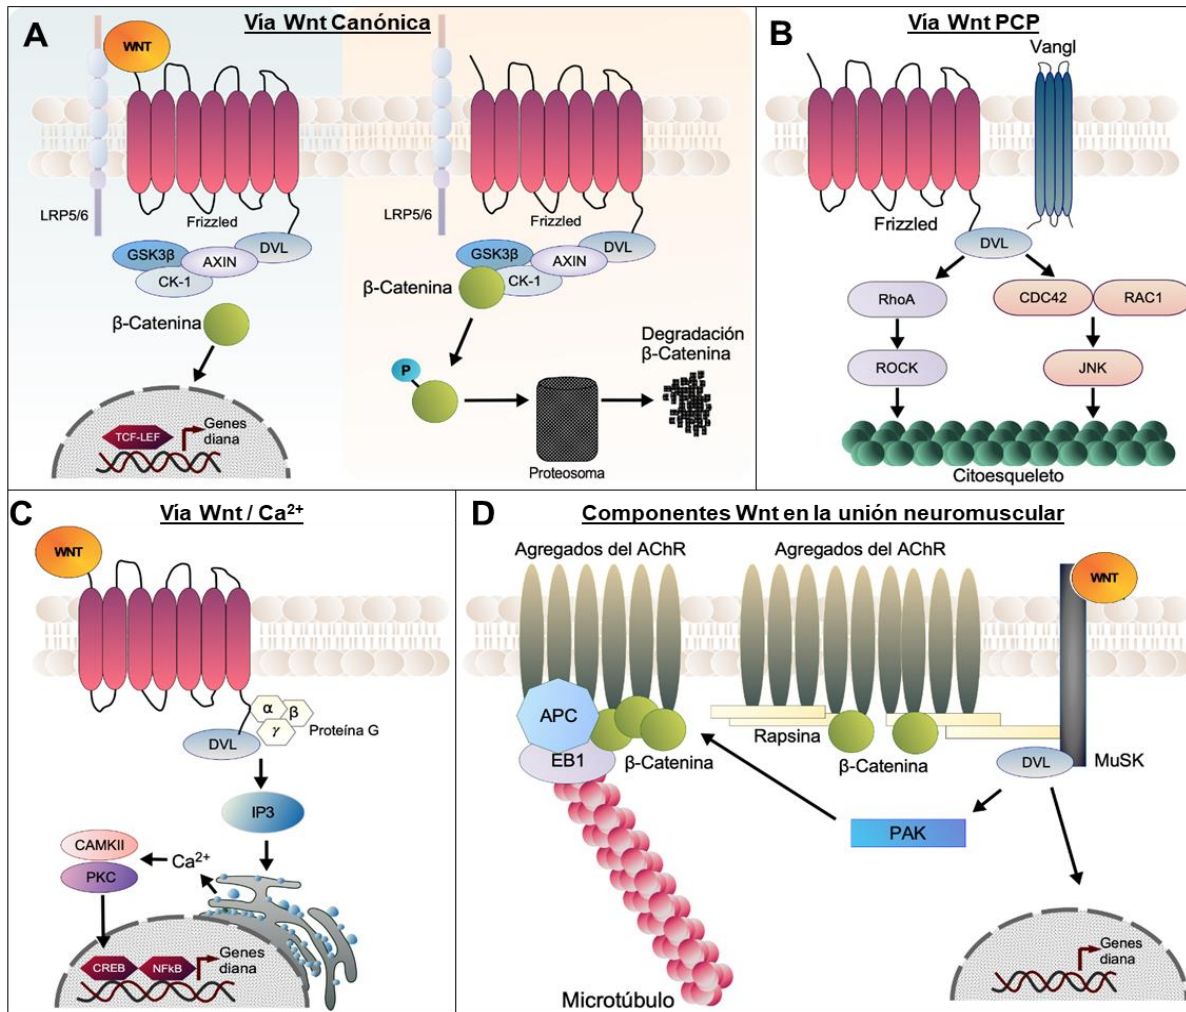 A
Vía Wnt Canónica
WNT
LRP5/6
Frizzled
GSK3β
AXIN
DVL
CK-1
β-Catenina
TCF-LEF
Genes
diana
LRP5/6
Frizzled
GSK3β
AXIN
DVL
β-Catenina
CK-1
P
Proteosoma
Degradación
β-Catenina
B
Vía Wnt PCP
Vangl
Frizzled
DVL
RhoA
CDC42
RAC1
ROCK
JNK
Citoesqueleto
C
Vía Wnt / Ca²⁺
WNT
α
β
γ
Proteína G
DVL
IP3
CAMKII
PKC
Ca²⁺
CREB
NFkB
Genes
diana
D
Componentes Wnt en la unión neuromuscular
Agregados del AChR
Agregados del AChR
WNT
APC
EB1
β-Catenina
Rapsina
β-Catenina
DVL
MuSK
PAK
Microtúbulo